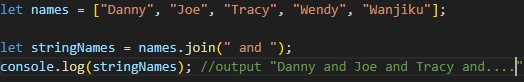 let names = ["Danny", "Joe", "Tracy", "Wendy", "Wanjiku"];
let stringNames = names.join(" and ");
console.log(stringNames); //output "Danny and Joe and Tracy and...."